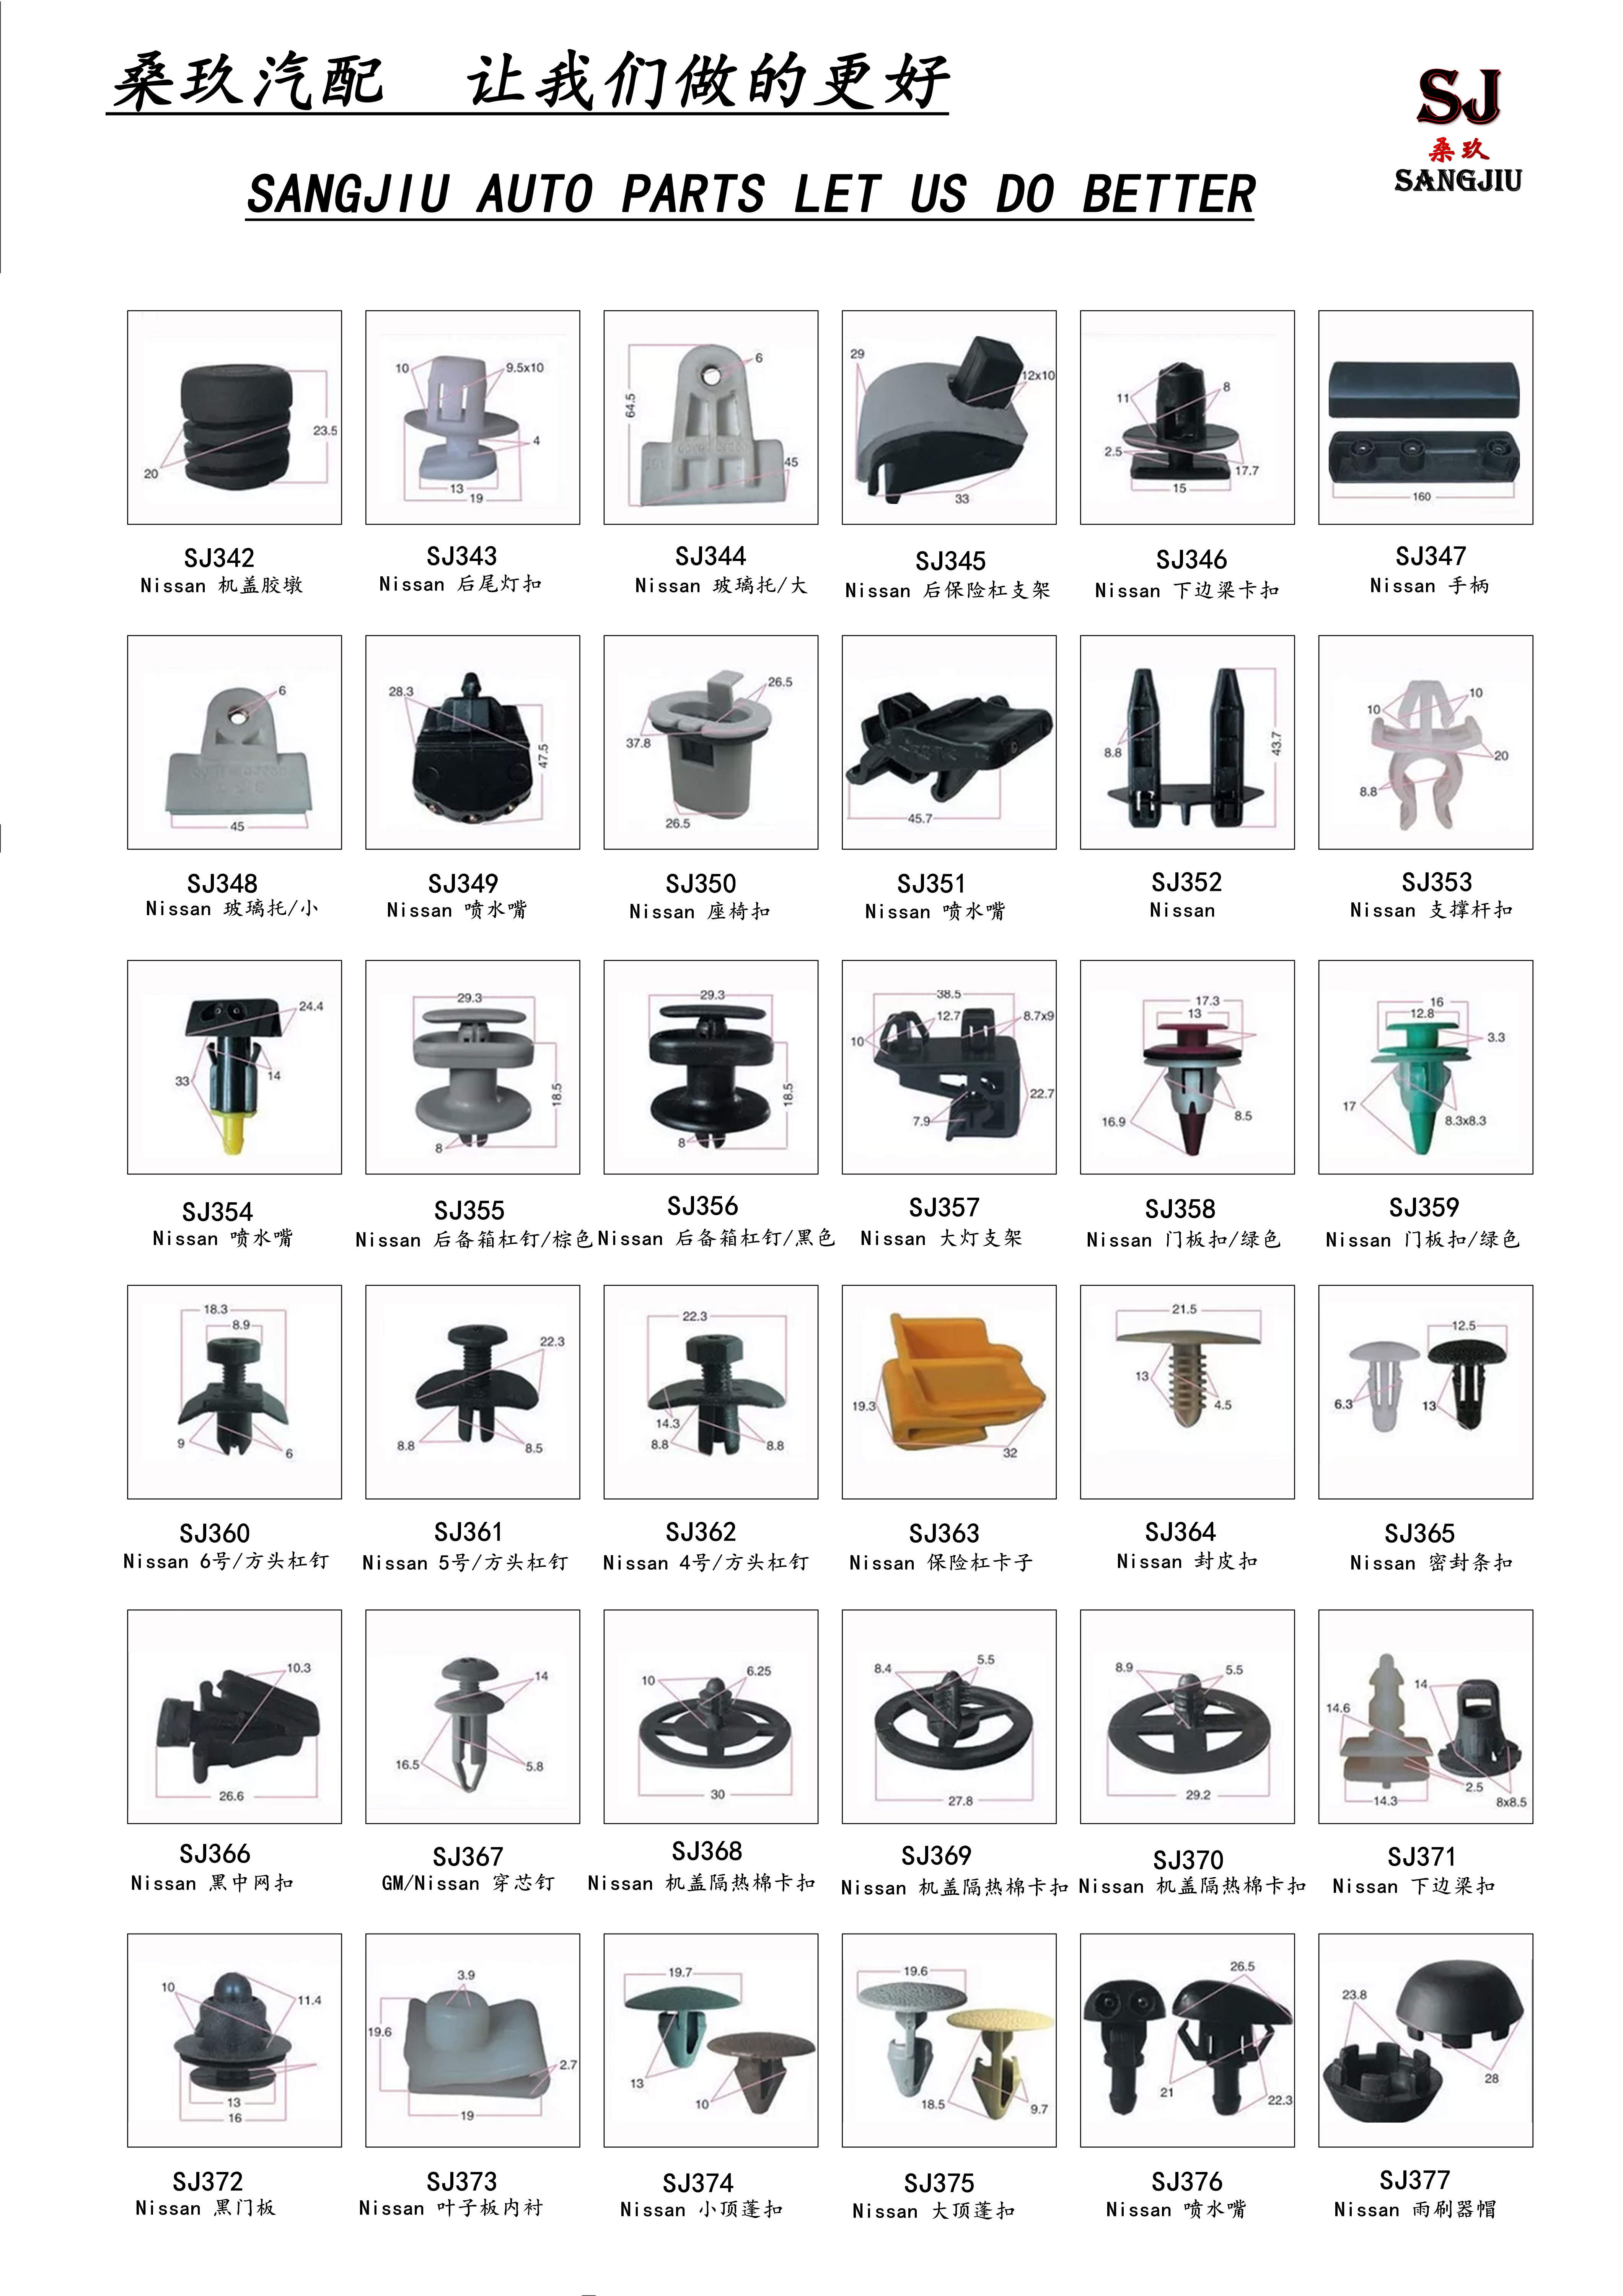 桑玖汽配 让我们做的更好
SJ
桑玖
SANGJIU
SANGJIU AUTO PARTS LET US DO BETTER
20 23.5
10 9.5x10 4 13 19
64.5 6 45
29 12x10 33
11 8 2.5 17.7 15
160
SJ342 SJ343 SJ344 SJ345 SJ346 SJ347
Nissan 机盖胶墩 Nissan 后尾灯扣 Nissan 玻璃托/大 Nissan 后保险杠支架 Nissan 下边梁卡扣 Nissan 手柄
6 45
28.3 47.5
26.5 37.8 26.5
45.7
8.8 43.7
10 10 20 8.8
SJ348 SJ349 SJ350 SJ351 SJ352 SJ353
Nissan 玻璃托/小 Nissan 喷水嘴 Nissan 座椅扣 Nissan 喷水嘴 Nissan Nissan 支撑杆扣
24.4 33 14
29.3 18.5 8
29.3 18.5 8
38.5 12.7 8.7x9 10 22.7 7.9
17.3 13 16.9 8.5
16 12.8 3.3 17 8.3x8.3
SJ354 SJ355 SJ356 SJ357 SJ358 SJ359
Nissan 喷水嘴 Nissan 后备箱杠钉/棕色 Nissan 后备箱杠钉/黑色 Nissan 大灯支架 Nissan 门板扣/绿色 Nissan 门板扣/绿色
18.3 8.9 9 6
22.3 8.8 8.5
22.3 14.3 8.8 8.8
19.3 32
21.5 13 4.5
12.5 6.3 13
SJ360 SJ361 SJ362 SJ363 SJ364 SJ365
Nissan 6号/方头杠钉 Nissan 5号/方头杠钉 Nissan 4号/方头杠钉 Nissan 保险杠卡子 Nissan 封皮扣 Nissan 密封条扣
10.3 26.6
14 16.5 5.8
10 6.25 30
8.4 5.5 27.8
8.9 5.5 29.2
14.6 14 2.5 14.3 8x8.5
SJ366 SJ367 SJ368 SJ369 SJ370 SJ371
Nissan 黑中网扣 GM/Nissan 穿芯钉 Nissan 机盖隔热棉卡扣 Nissan 机盖隔热棉卡扣 Nissan 机盖隔热棉卡扣 Nissan 下边梁扣
10 11.4 13 16
3.9 19.6 2.7 19
19.7 13 10
19.6 18.5 9.7
26.5 21 22.3
23.8 28
SJ372 SJ373 SJ374 SJ375 SJ376 SJ377
Nissan 黑门板 Nissan 叶子板内衬 Nissan 小顶蓬扣 Nissan 大顶蓬扣 Nissan 喷水嘴 Nissan 雨刷器帽